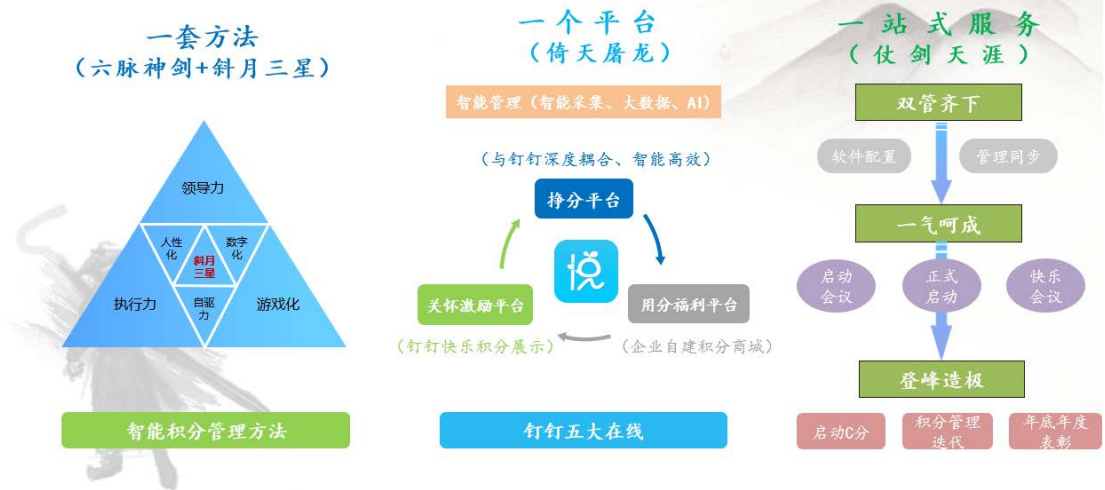 一套方法
（六脉神剑+斜月三星）
领导力
人性
化
数字
化
斜月
三星
执行力
自驱
力
游戏化
智能积分管理方法
一个平台
（倚天屠龙）
智能管理（智能采集、大数据、AI）
（与钉钉深度耦合、智能高效）
挣分平台
悦
关怀激励平台
用分福利平台
（钉钉快乐积分展示）
（企业自建积分商城）
钉钉五大在线
一站式服务
（仗剑天涯）
双管齐下
软件配置
管理同步
一气呵成
启动
会议
正式
启动
快乐
会议
登峰造极
启动C分
积分管理
迭代
年底年度
表彰